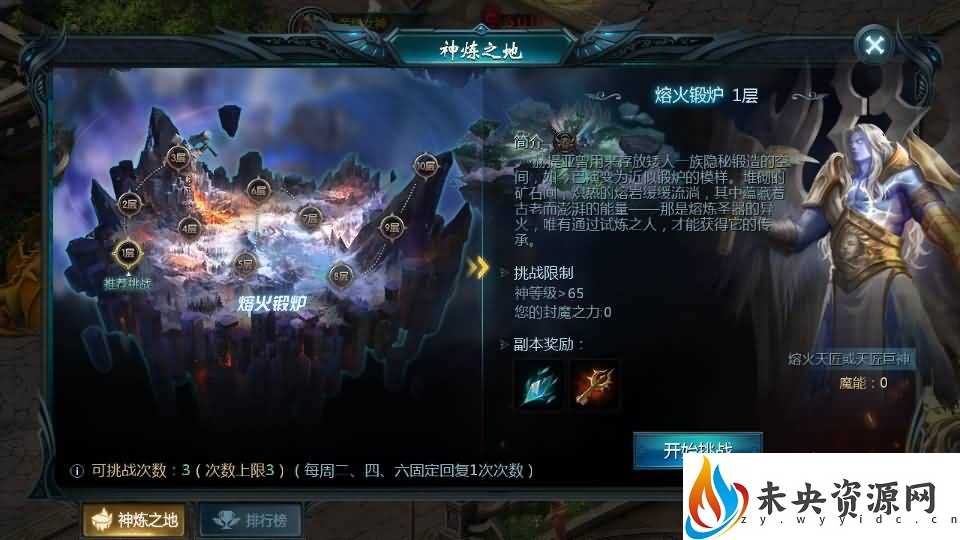 神炼之地
熔火锻炉 1层
简介
提亚曾用来存放矮人一族隐秘锻造的空
间，如今已演变为近似锻炉的模样。堆砌的
矿石间，炽热的熔岩缓缓流淌，其中蕴藏着
古老而澎湃的能量——那是熔炼圣器的异
火，唯有通过试炼之人，才能获得它的传
承。
3层
10层
6层
2层
7层
4层
9层
1层
5层
8层
推荐挑战
熔火锻炉
挑战限制
神等级>65
您的封魔之力:0
副本奖励：
熔火天匠或天匠巨神
魔能：0
开始挑战
可挑战次数：3（次数上限3）（每周二、四、六固定回复1次次数）
神炼之地
排行榜
未央资源网
zy.wyyidc.cn